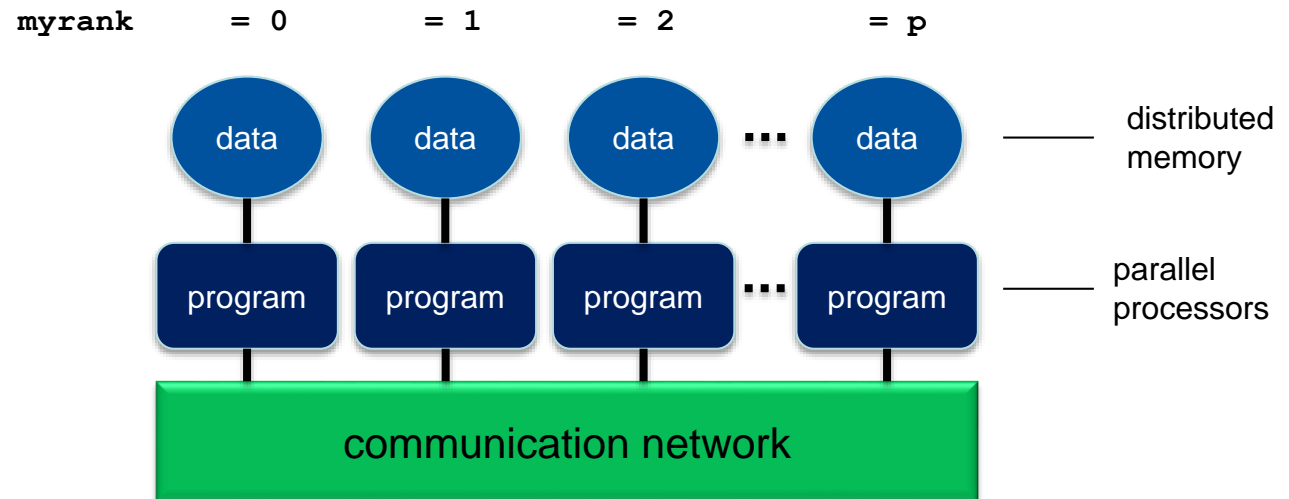 myrank = 0 = 1 = 2 = p
data data data ... data
distributed
memory
program program program ... program
parallel
processors
communication network